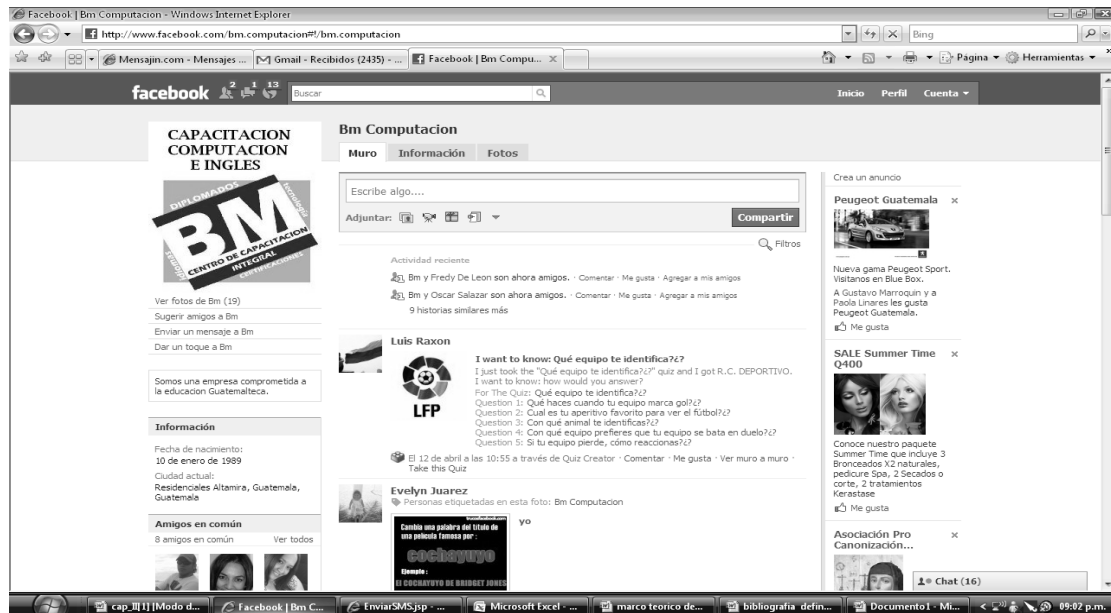 Facebook | Bm Computacion - Windows Internet Explorer
http://www.facebook.com/bm.computacion#!/bm.computacion
Bing
Mensajin.com - Mensajes ...
Gmail - Recibidos (2435) - ...
Facebook | Bm Compu...
Página
Herramientas
facebook
2
1
13
Buscar
Inicio Perfil Cuenta
CAPACITACION
COMPUTACION
E INGLES
DIPLOMADOS
tecnología
BM
CENTRO DE CAPACITACION
INTEGRAL
idiomas
CERTIFICACIONES
Ver fotos de Bm (19)
Sugerir amigos a Bm
Enviar un mensaje a Bm
Dar un toque a Bm
Somos una empresa comprometida a
la educacion Guatemalteca.
Información
Fecha de nacimiento:
10 de enero de 1989
Ciudad actual:
Residenciales Altamira, Guatemala,
Guatemala
Amigos en común
8 amigos en común Ver todos
Bm Computacion
Muro Información Fotos
Escribe algo....
Adjuntar:
Compartir
Filtros
Actividad reciente
Bm y Fredy De Leon son ahora amigos. · Comentar · Me gusta · Agregar a mis amigos
Bm y Oscar Salazar son ahora amigos. · Comentar · Me gusta · Agregar a mis amigos
9 historias similares más
Luis Raxon
LFP
I want to know: Qué equipo te identifica?¿?
I just took the "Qué equipo te identifica?¿?" quiz and I got R.C. DEPORTIVO.
I want to know: how would you answer?
For The Quiz: Qué equipo te identifica?¿?
Question 1: Qué haces cuando tu equipo marca gol?¿?
Question 2: Cual es tu aperitivo favorito para ver el fútbol?¿?
Question 3: Con qué animal te identificas?¿?
Question 4: Con qué equipo prefieres que tu equipo se bata en duelo?¿?
Question 5: Si tu equipo pierde, cómo reaccionas?¿?
El 12 de abril a las 10:55 a través de Quiz Creator · Comentar · Me gusta · Ver muro a muro ·
Take this Quiz
Evelyn Juarez
Personas etiquetadas en esta foto: Bm Computacion
Cambia una palabra del titulo de
una pelicula famosa por :
cochayuyo
Ejemplo :
El COCHAYUYO DE BRIDGET JONES
yo
Crea un anuncio
Peugeot Guatemala
Nueva gama Peugeot Sport.
Visitanos en Blue Box.
A Gustavo Marroquin y a
Paola Linares les gusta
Peugeot Guatemala.
Me gusta
SALE Summer Time
Q400
Conoce nuestro paquete
Summer Time que incluye 3
Bronceados X2 naturales,
pedicure Spa, 2 Secados o
corte, 2 tratamientos
Kerastase
Me gusta
Asociación Pro
Canonización...
Chat (16)
cap_II[1] [Modo d...
Facebook | Bm C...
EnviarSMS.jsp - ...
Microsoft Excel - ...
marco teorico de...
bibliografia defin...
Documento1 - Mi...
09:02 p.m.